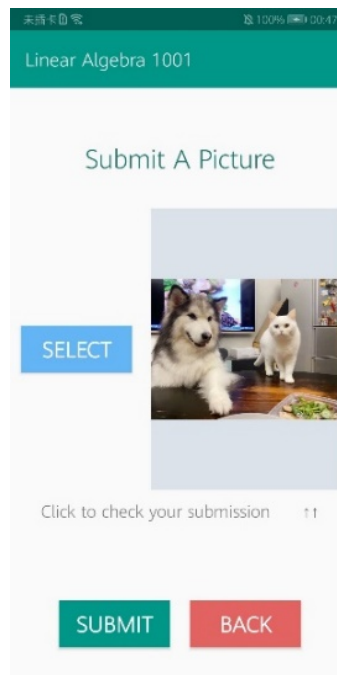 未插卡 100% 00:47
Linear Algebra 1001
Submit A Picture
SELECT
Click to check your submission ↑↑
SUBMIT BACK